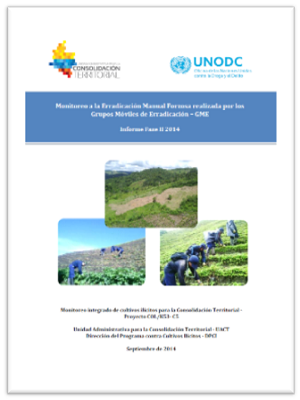 CONSOLIDACIÓN
TERRITORIAL
UNODC
Monitoreo a la Erradicación Manual Forzosa realizada por los
Grupos Móviles de Erradicación – GME
Informe Fase II 2014
Monitoreo integrado de cultivos ilícitos para la Consolidación Territorial -
Proyecto COL/K53- CT
Unidad Administrativa para la Consolidación Territorial - UACT
Dirección del Programa contra Cultivos Ilícitos - DPCI
Septiembre de 2014